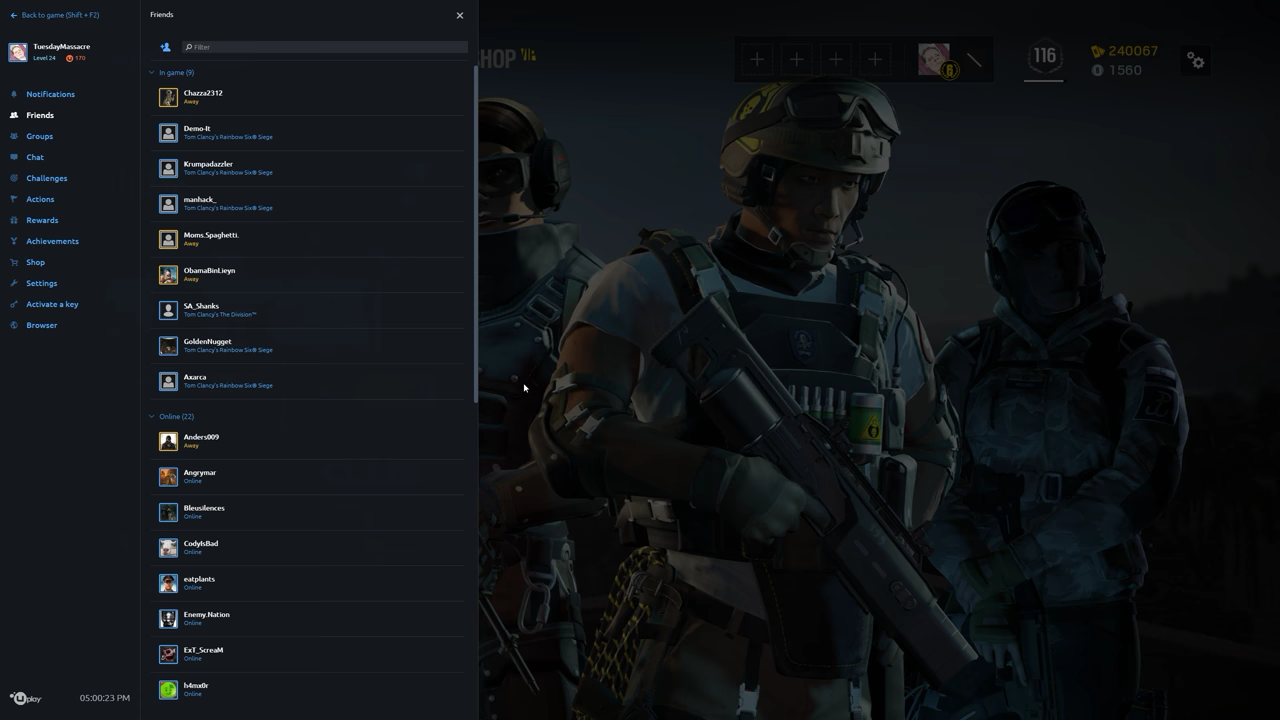 Back to game (Shift + F2)
TuesdayMassacre
Level 24 170
Notifications
Friends
Groups
Chat
Challenges
Actions
Rewards
Achievements
Shop
Settings
Activate a key
Browser
uplay
05:00:23 PM
Friends
Filter
In game (9)
Chazza2312
Away
Demo-It
Tom Clancy's Rainbow Six® Siege
Krumpadazzler
Tom Clancy's Rainbow Six® Siege
manhack_
Tom Clancy's Rainbow Six® Siege
Moms.Spaghetti.
Away
ObamaBinLieyn
Away
SA_Shanks
Tom Clancy's The Division™
GoldenNugget
Tom Clancy's Rainbow Six® Siege
Axarca
Tom Clancy's Rainbow Six® Siege
Online (22)
Anders009
Away
Angrymar
Online
Bleusilences
Online
CodyIsBad
Online
eatplants
Online
Enemy.Nation
Online
ExT_ScreaM
Online
h4mx0r
Online
HOP
6
116
240067
1560